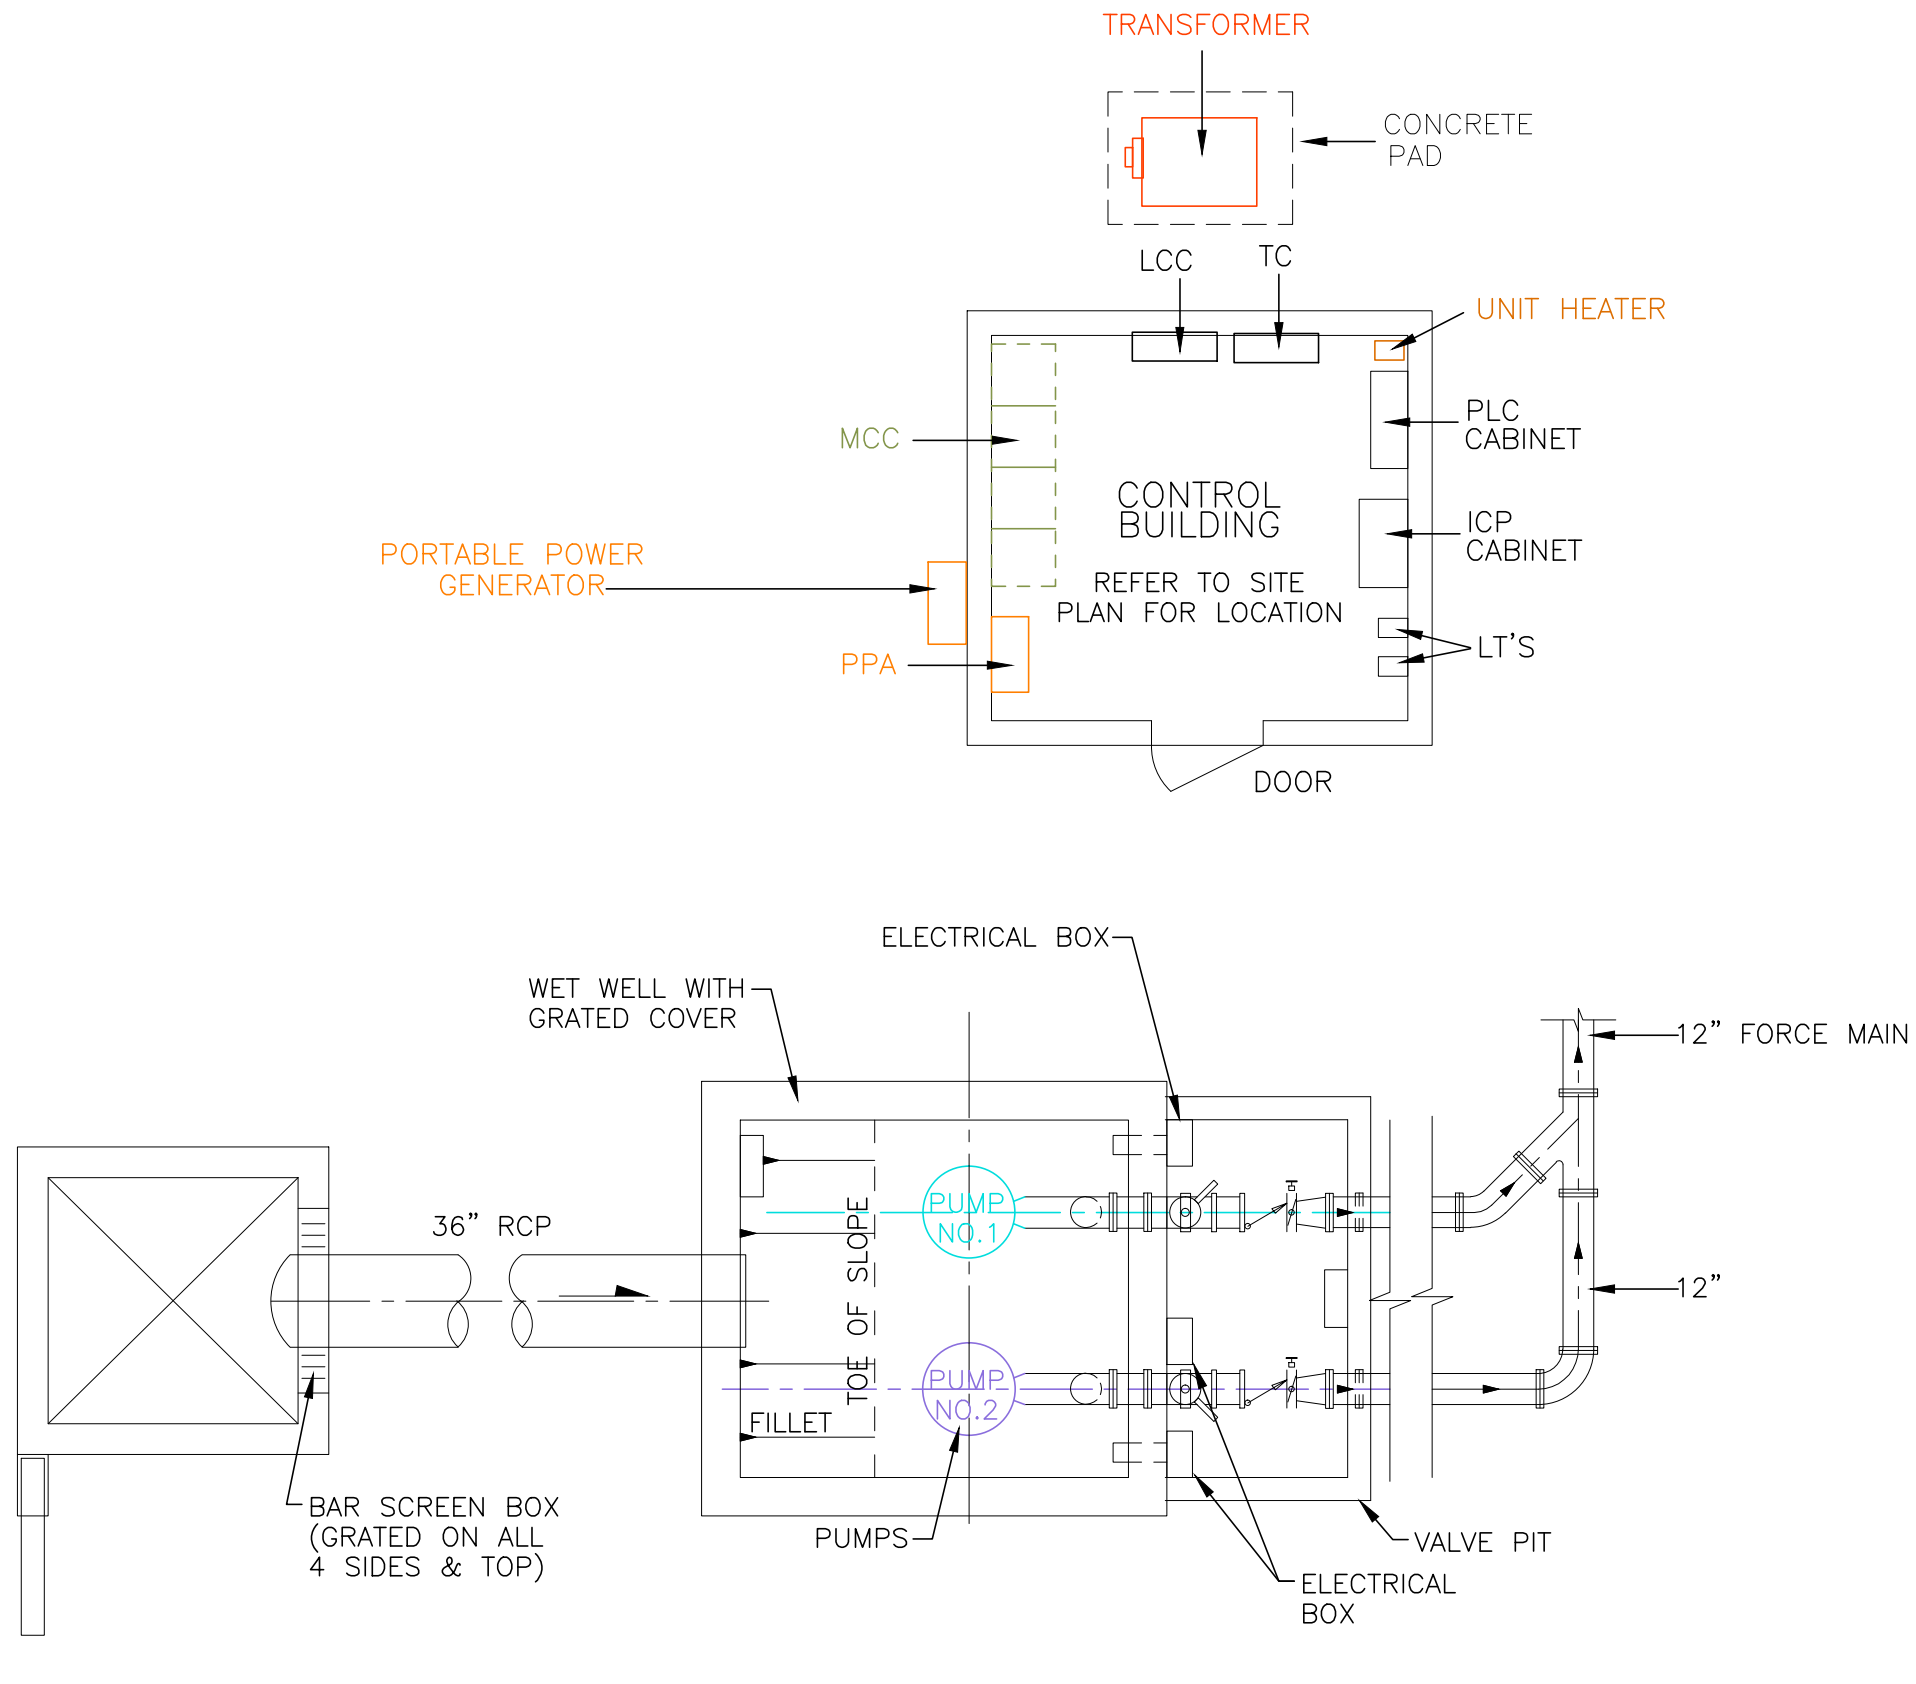 TRANSFORMER
CONCRETE
PAD
LCC
TC
UNIT HEATER
PLC
CABINET
MCC
CONTROL
BUILDING
ICP
CABINET
PORTABLE POWER
GENERATOR
REFER TO SITE
PLAN FOR LOCATION
LT'S
PPA
DOOR
ELECTRICAL BOX
WET WELL WITH
GRATED COVER
12" FORCE MAIN
36" RCP
PUMP
NO.1
TOE OF SLOPE
12"
PUMP
NO.2
FILLET
BAR SCREEN BOX
(GRATED ON ALL
4 SIDES & TOP)
PUMPS
VALVE PIT
ELECTRICAL
BOX